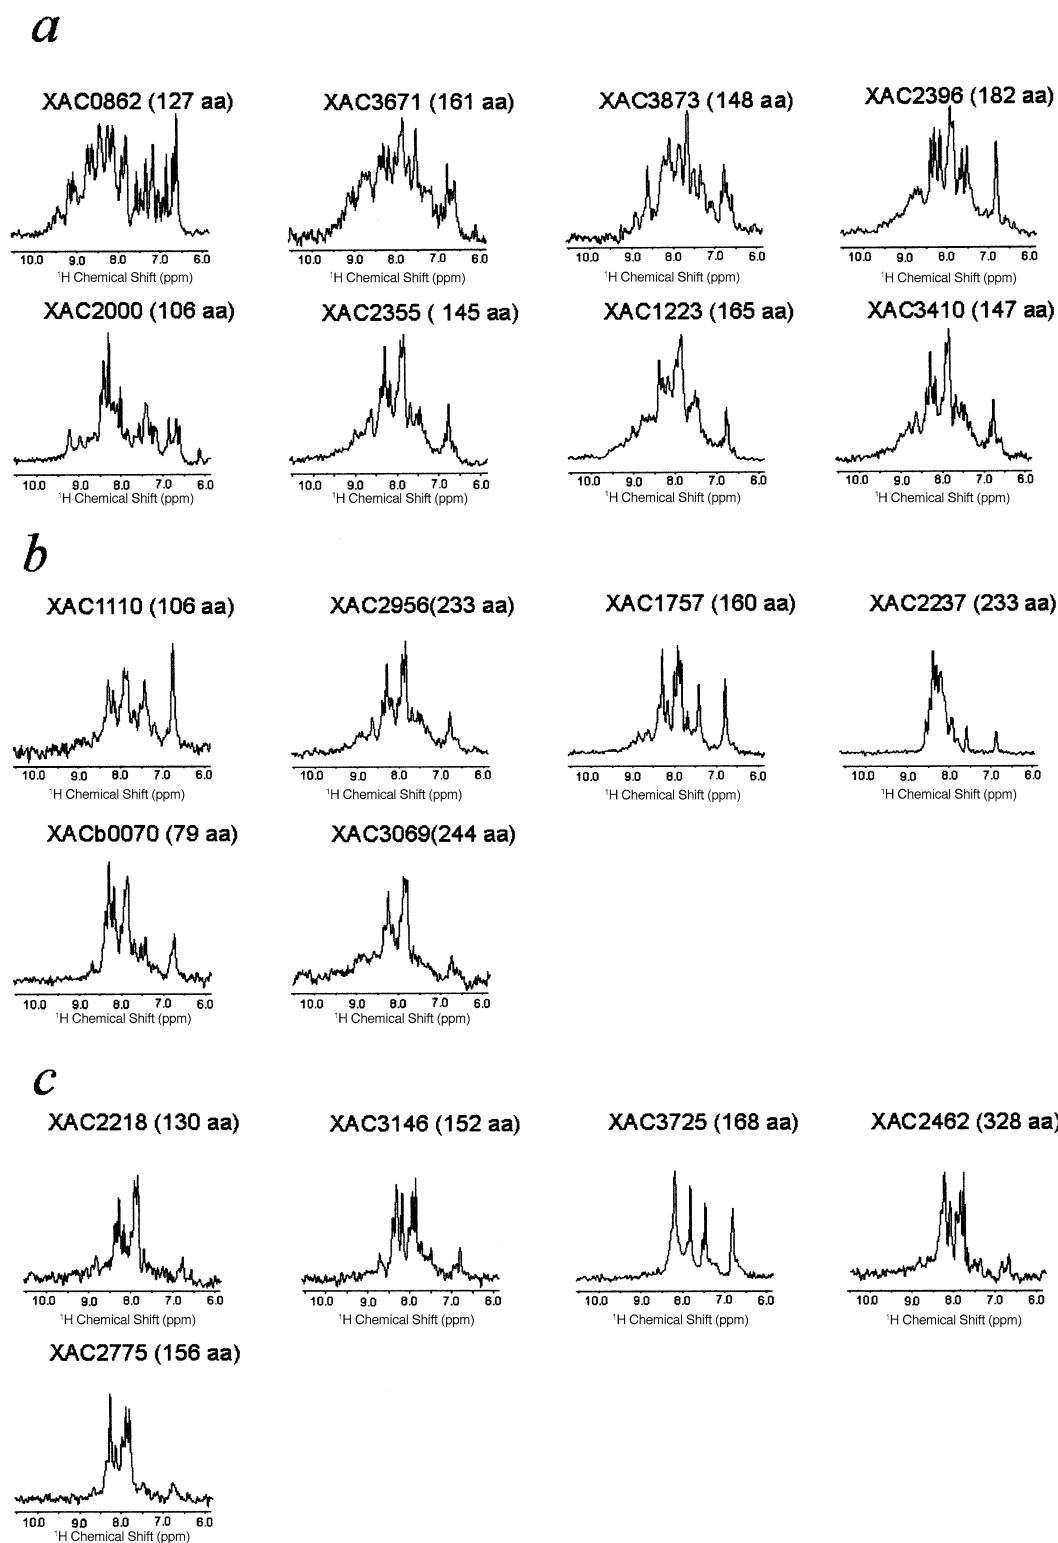 a
XAC0862 (127 aa) XAC3671 (161 aa) XAC3873 (148 aa) XAC2396 (182 aa)
10.0 9.0 8.0 7.0 6.0 10.0 9.0 8.0 7.0 6.0 10.0 9.0 8.0 7.0 6.0 10.0 9.0 8.0 7.0 6.0
¹H Chemical Shift (ppm) ¹H Chemical Shift (ppm) ¹H Chemical Shift (ppm) ¹H Chemical Shift (ppm)
XAC2000 (106 aa) XAC2355 ( 145 aa) XAC1223 (165 aa) XAC3410 (147 aa)
10.0 9.0 8.0 7.0 6.0 10.0 9.0 8.0 7.0 6.0 10.0 9.0 8.0 7.0 6.0 10.0 9.0 8.0 7.0 6.0
¹H Chemical Shift (ppm) ¹H Chemical Shift (ppm) ¹H Chemical Shift (ppm) ¹H Chemical Shift (ppm)
b
XAC1110 (106 aa) XAC2956(233 aa) XAC1757 (160 aa) XAC2237 (233 aa)
10.0 9.0 8.0 7.0 6.0 10.0 9.0 8.0 7.0 6.0 10.0 9.0 8.0 7.0 6.0 10.0 9.0 8.0 7.0 6.0
¹H Chemical Shift (ppm) ¹H Chemical Shift (ppm) ¹H Chemical Shift (ppm) ¹H Chemical Shift (ppm)
XACb0070 (79 aa) XAC3069(244 aa)
10.0 9.0 8.0 7.0 6.0 10.0 9.0 8.0 7.0 6.0
¹H Chemical Shift (ppm) ¹H Chemical Shift (ppm)
c
XAC2218 (130 aa) XAC3146 (152 aa) XAC3725 (168 aa) XAC2462 (328 aa)
10.0 9.0 8.0 7.0 6.0 10.0 9.0 8.0 7.0 6.0 10.0 9.0 8.0 7.0 6.0 10.0 9.0 8.0 7.0 6.0
¹H Chemical Shift (ppm) ¹H Chemical Shift (ppm) ¹H Chemical Shift (ppm) ¹H Chemical Shift (ppm)
XAC2775 (156 aa)
10.0 9.0 8.0 7.0 6.0
¹H Chemical Shift (ppm)